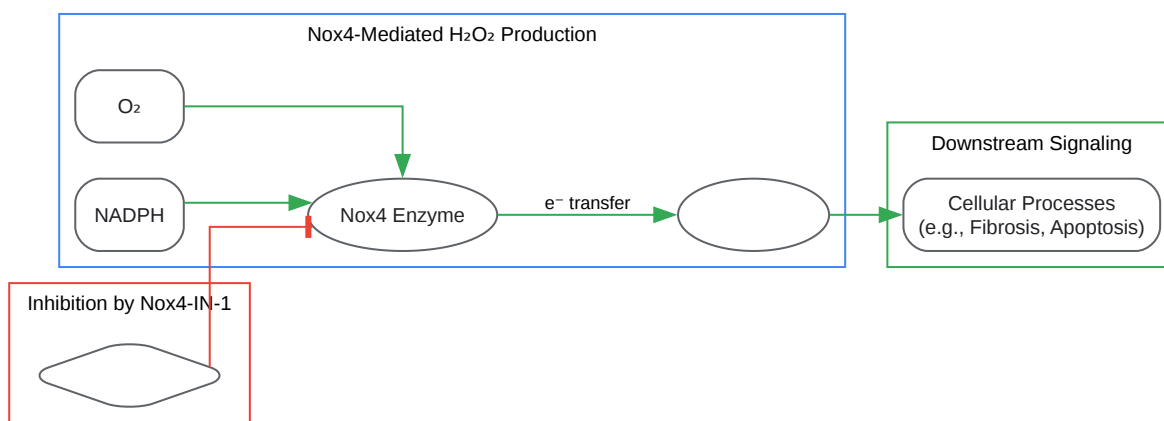 Nox4-Mediated H₂O₂ Production
O₂
NADPH
Nox4 Enzyme
e⁻ transfer
Downstream Signaling
Cellular Processes
(e.g., Fibrosis, Apoptosis)
Inhibition by Nox4-IN-1